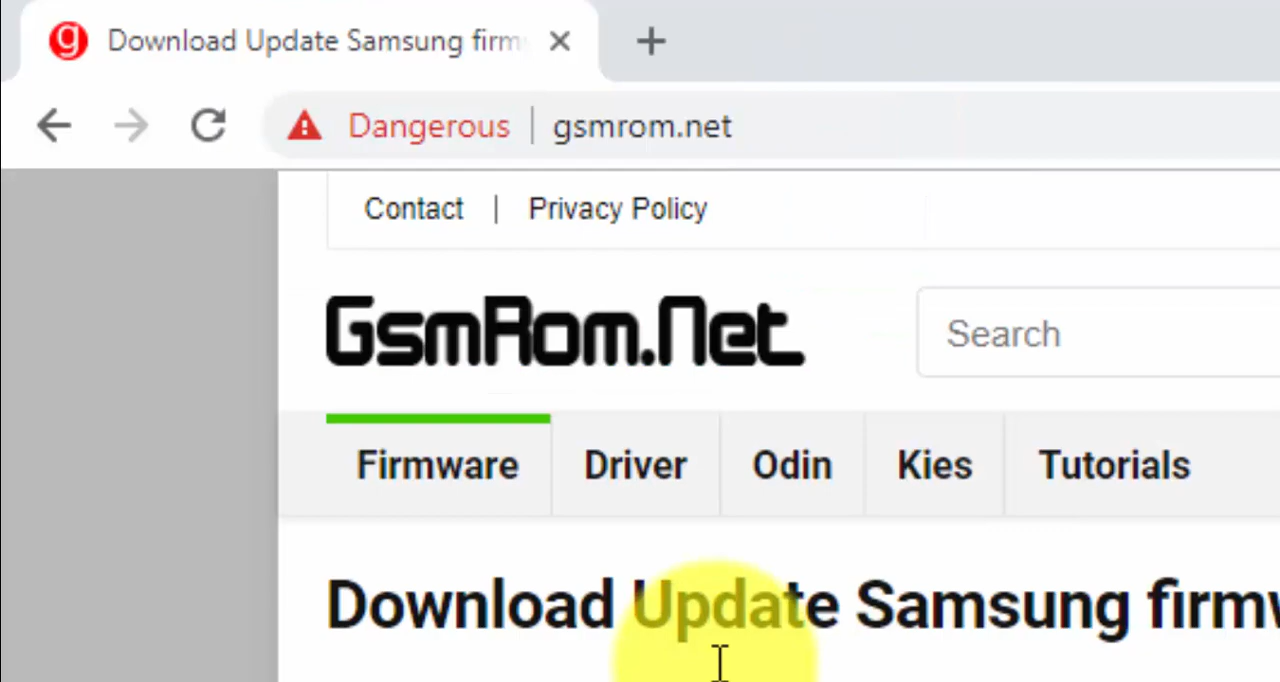 Download Update Samsung firm
Dangerous | gsmrom.net
Contact | Privacy Policy
GsmRom.Net
Search
Firmware Driver Odin Kies Tutorials
Download Update Samsung firmw